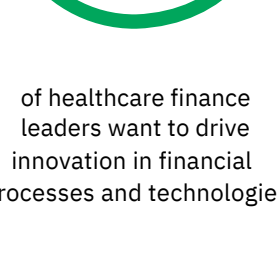 of healthcare finance
leaders want to drive
innovation in financial
rocesses and technologie